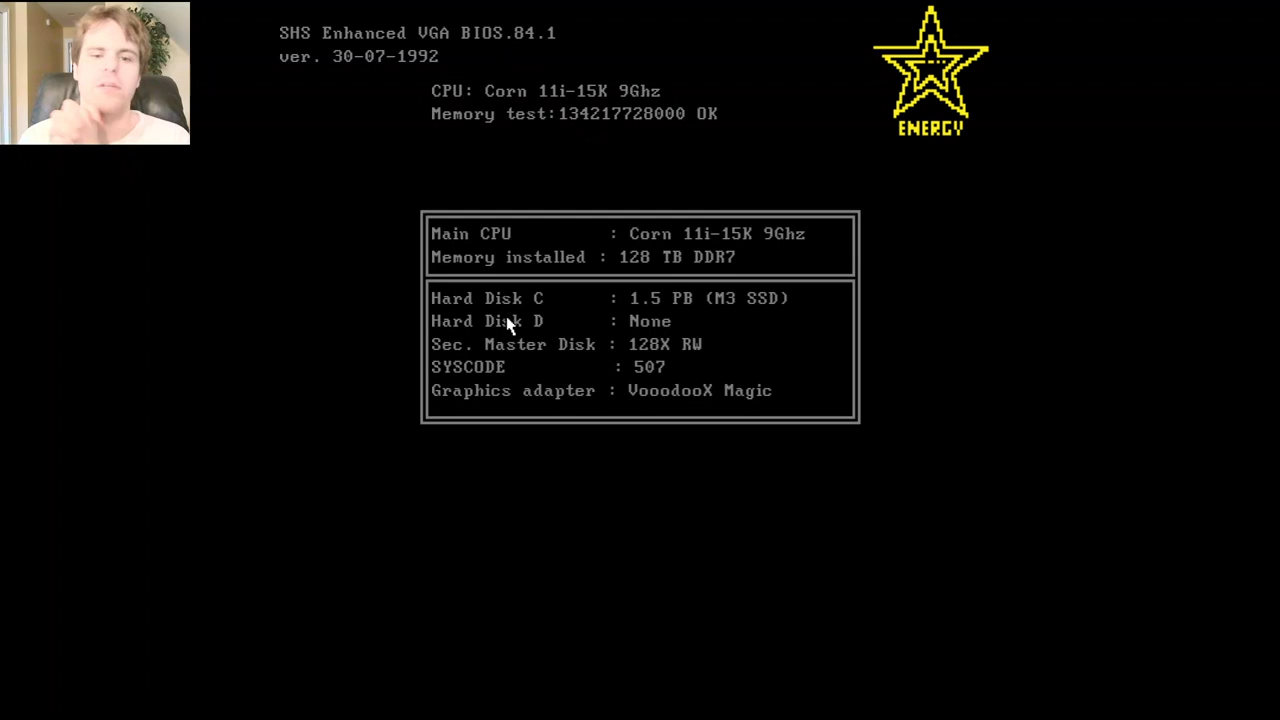 SHS Enhanced VGA BIOS.84.1
ver. 30-07-1992
ENERGY
CPU: Corn 11i-15K 9Ghz
Memory test:134217728000 OK
Main CPU : Corn 11i-15K 9Ghz
Memory installed : 128 TB DDR7
Hard Disk C : 1.5 PB (M3 SSD)
Hard Disk D : None
Sec. Master Disk : 128X RW
SYSCODE : 507
Graphics adapter : VooodooX Magic